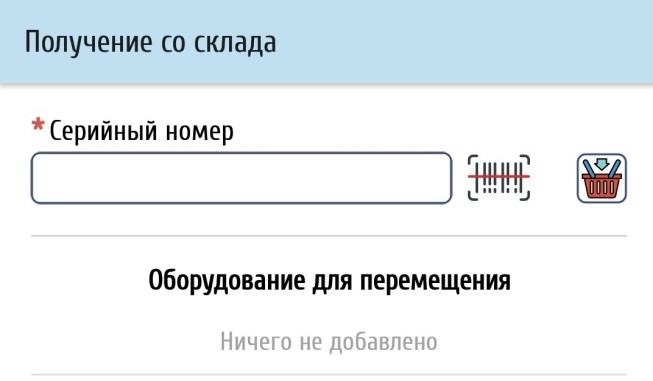 Получение со склада
* Серийный номер
Оборудование для перемещения
Ничего не добавлено